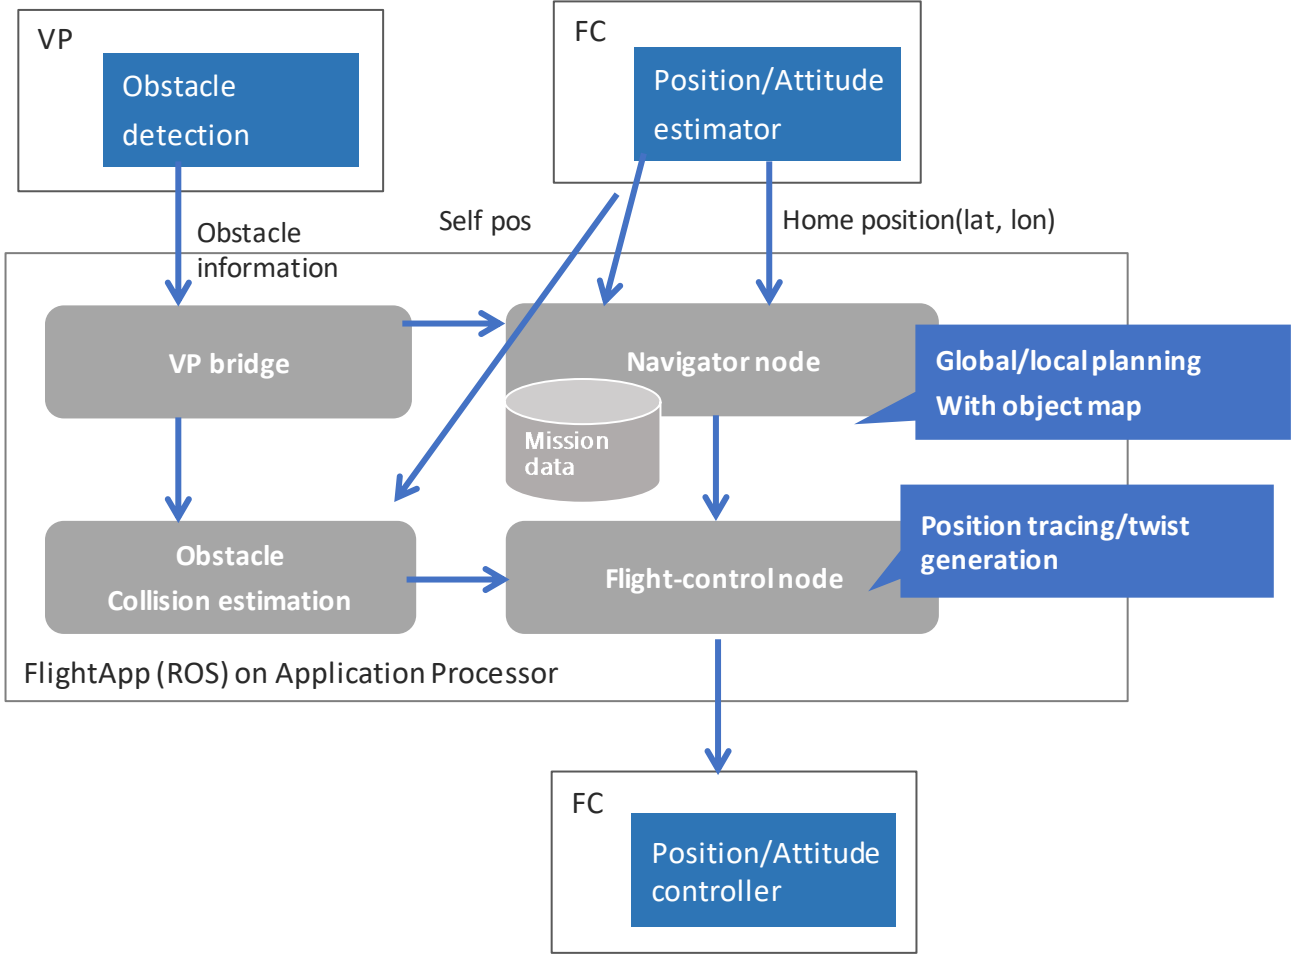 VP
Obstacle
detection
FC
Position/Attitude
estimator
Self pos
Home position(lat, lon)
Obstacle
information
VP bridge
Navigator node
Global/local planning
With object map
Mission
data
Obstacle
Collision estimation
Flight-control node
Position tracing/twist
generation
FlightApp (ROS) on Application Processor
FC
Position/Attitude
controller